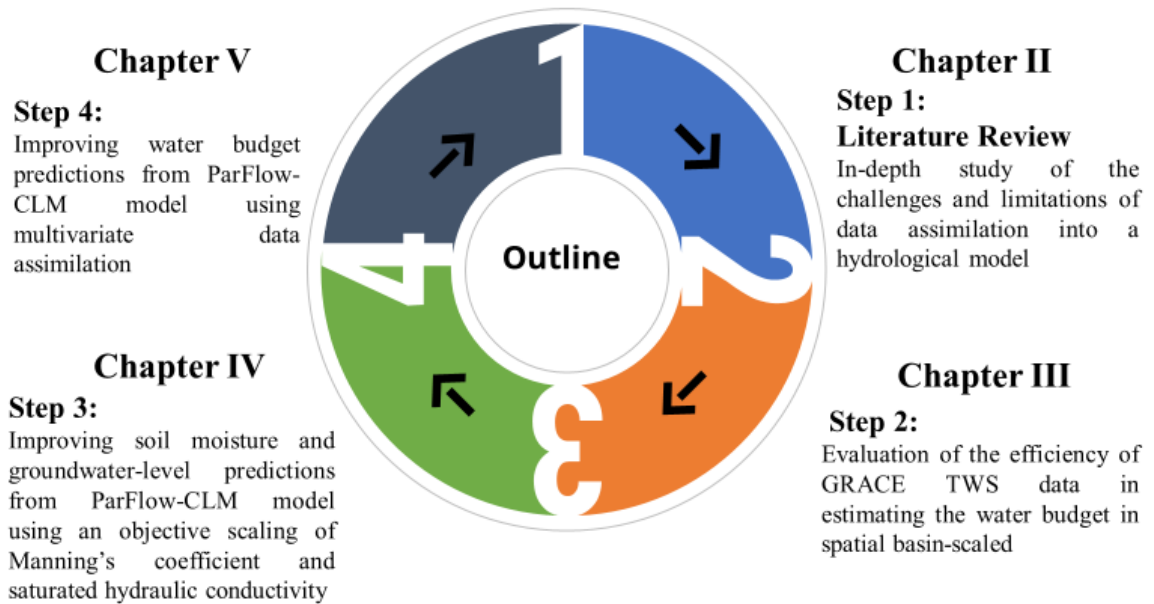 Chapter II
Step 1:
Literature Review
In-depth study of the
challenges and limitations of
data assimilation into a
hydrological model
Chapter III
Step 2:
Evaluation of the efficiency of
GRACE TWS data in
estimating the water budget in
spatial basin-scaled
Chapter IV
Step 3:
Improving soil moisture and
groundwater-level predictions
from ParFlow-CLM model
using an objective scaling of
Manning's coefficient and
saturated hydraulic conductivity
Chapter V
Step 4:
Improving water budget
predictions from ParFlow-
CLM model using
multivariate data
assimilation
Outline
1
2
3
4